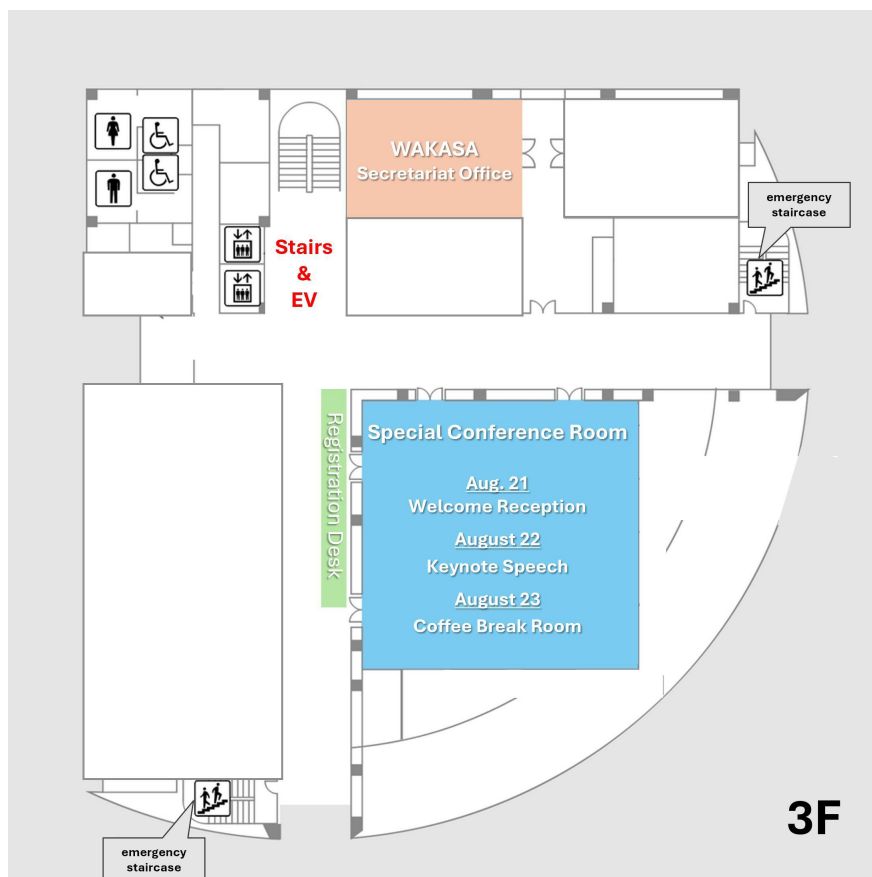 WAKASA
Secretariat Office
emergency
staircase
Stairs
&
EV
Registration Desk
Special Conference Room
Aug. 21
Welcome Reception
August 22
Keynote Speech
August 23
Coffee Break Room
3F
emergency
staircase